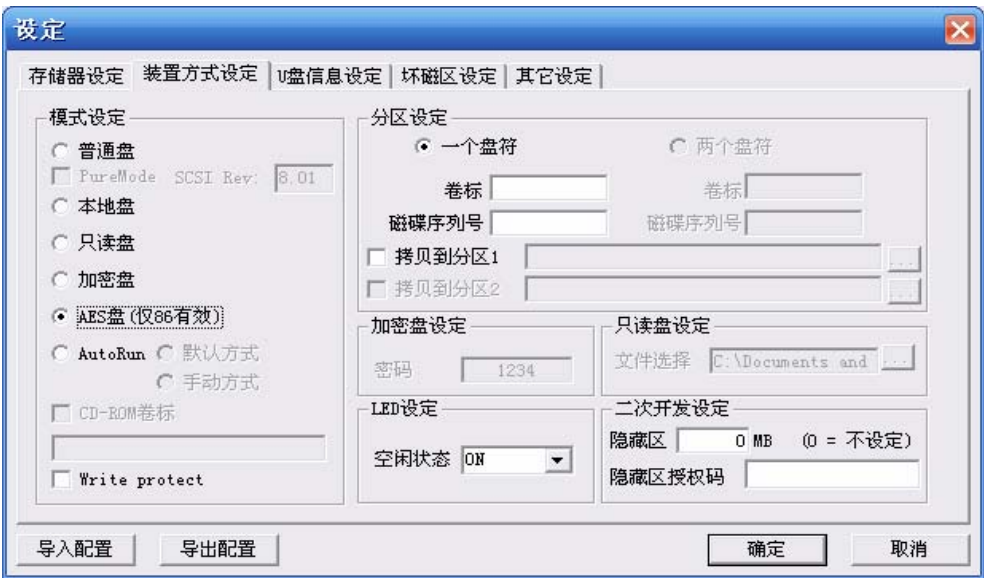 设定
存储器设定 装置方式设定 U盘信息设定 坏磁区设定 其它设定
模式设定
普通盘
PureMode SCSI Rev: 8.01
本地盘
只读盘
加密盘
AES盘(仅86有效)
AutoRun 默认方式
手动方式
CD-ROM卷标
Write protect
分区设定
一个盘符 两个盘符
卷标 卷标
磁碟序列号 磁碟序列号
拷贝到分区1 ...
拷贝到分区2 ...
加密盘设定
密码 1234
只读盘设定
文件选择 C:\Documents and ...
LED设定
空闲状态 ON
二次开发设定
隐藏区 0 MB (0 = 不设定)
隐藏区授权码
导入配置 导出配置 确定 取消